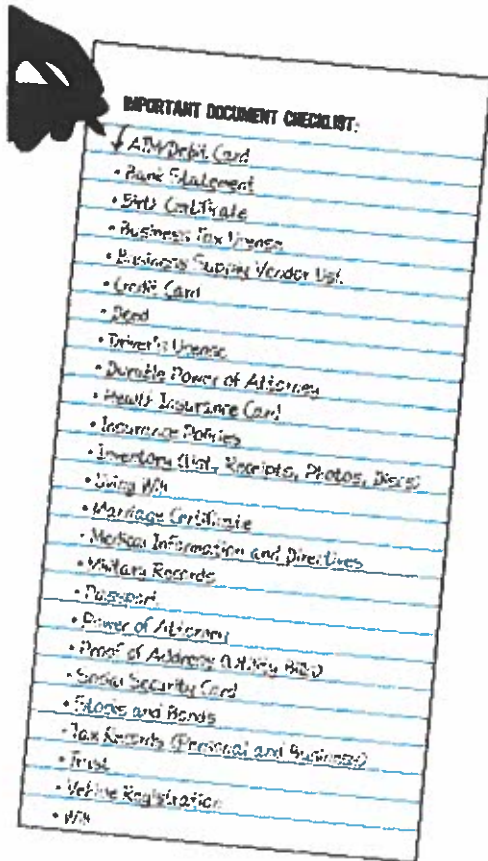 IMPORTANT DOCUMENT CHECKLIST:
✓ ATM/Debit Card
• Bank Statement
• Birth Certificate
• Business Tax License
• Business Supply Vendor List
• Credit Card
• Deed
• Driver's License
• Durable Power of Attorney
• Health Insurance Card
• Insurance Policies
• Inventory (List, Receipts, Photos, Discs)
• Living Will
• Marriage Certificate
• Medical Information and Directives
• Military Records
• Passport
• Power of Attorney
• Proof of Address (Utility Bills)
• Social Security Card
• Stocks and Bonds
• Tax Records (Personal and Business)
• Trust
• Vehicle Registration
• Will